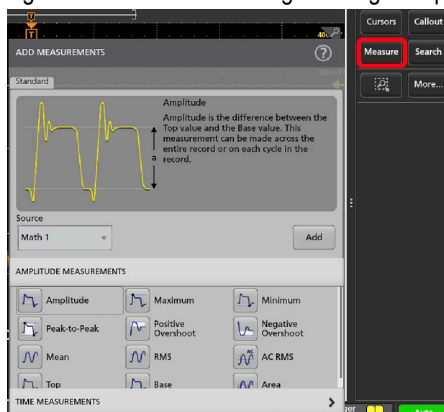 T
T
ADD MEASUREMENTS
?
Standard
Amplitude
Amplitude is the difference between the
Top value and the Base value. This
measurement can be made across the
entire record or on each cycle in the
record.
a
Source
Math 1
Add
AMPLITUDE MEASUREMENTS
Amplitude
Maximum
Minimum
Peak-to-Peak
Positive
Overshoot
Negative
Overshoot
Mean
RMS
AC
AC RMS
Top
Base
Area
TIME MEASUREMENTS
Cursors
Callout
Measure
Search
More...